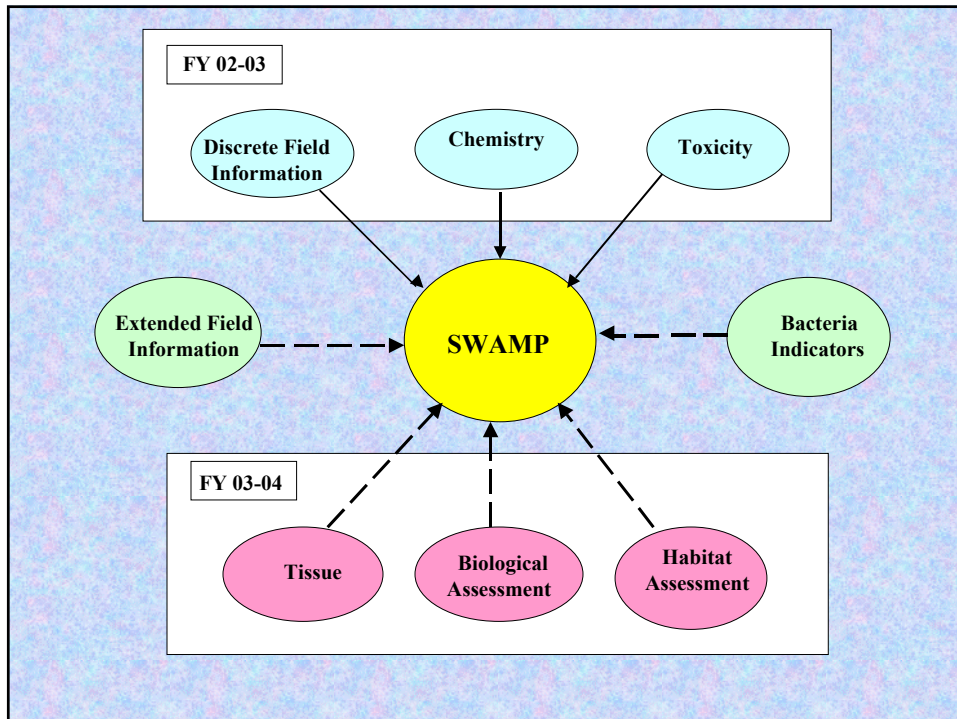 FY 02-03
Discrete Field
Information
Chemistry
Toxicity
Extended Field
Information
SWAMP
Bacteria
Indicators
FY 03-04
Tissue
Biological
Assessment
Habitat
Assessment